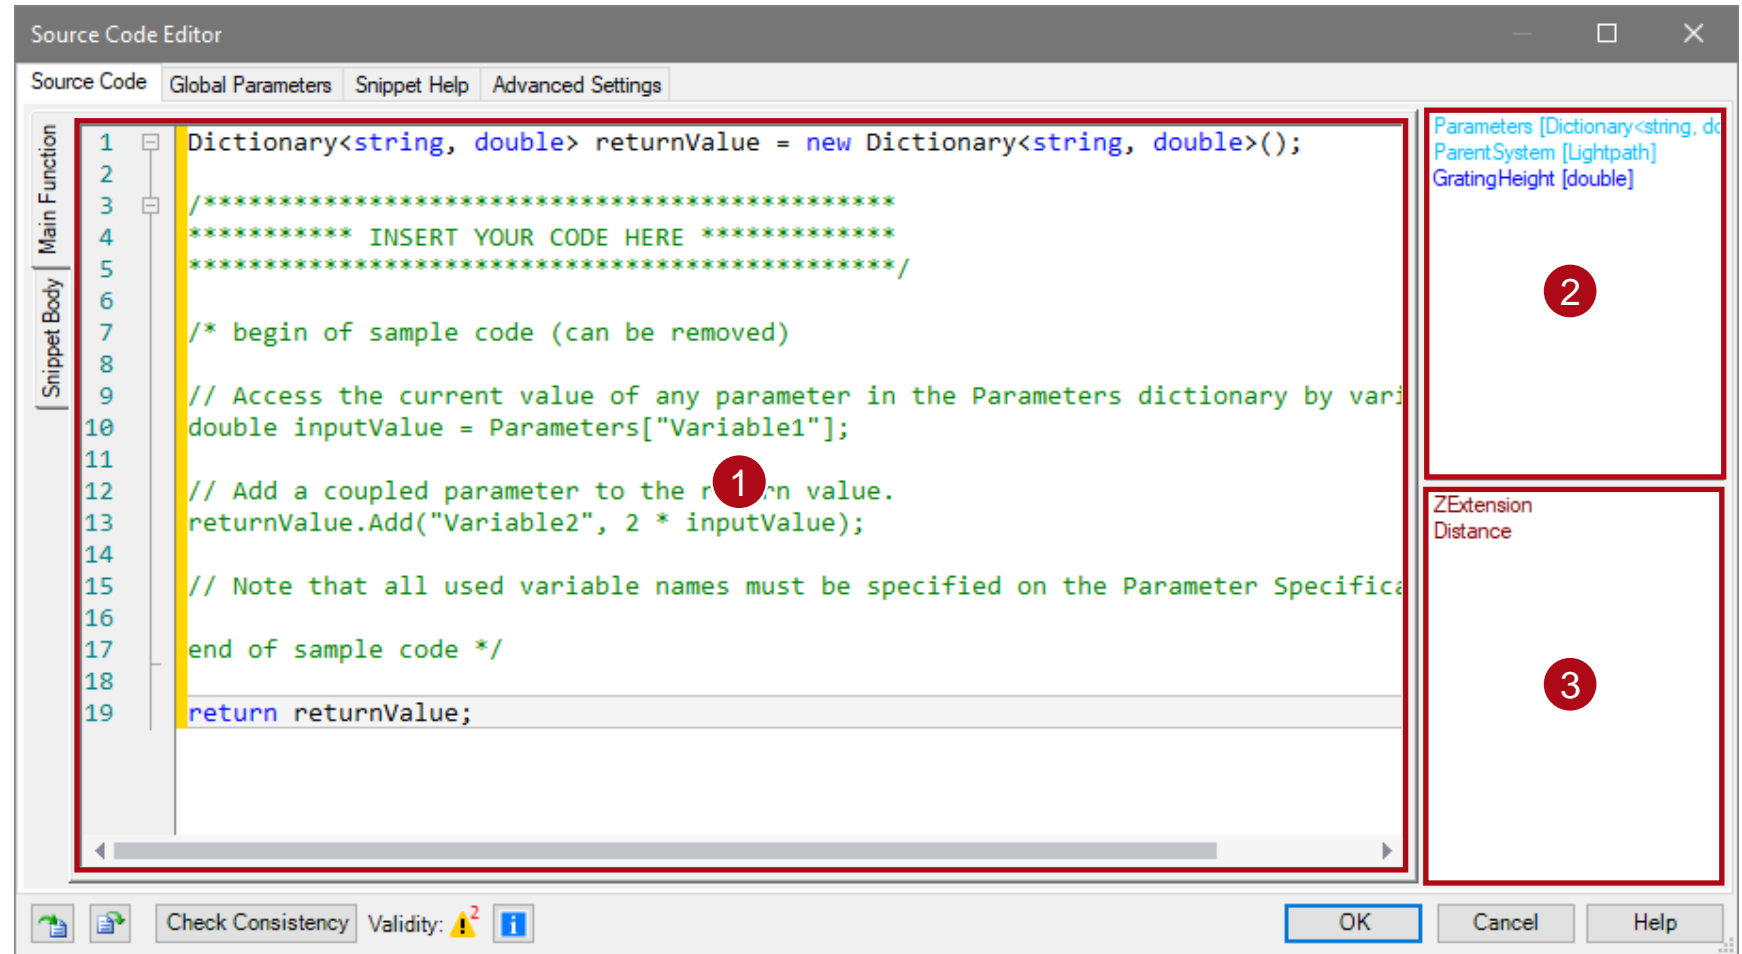 Source Code Editor
Source Code Global Parameters Snippet Help Advanced Settings
Main Function
Snippet Body
1 Dictionary<string, double> returnValue = new Dictionary<string, double>();
2
3 /**********************************************
4 *********** INSERT YOUR CODE HERE *************
5 ***********************************************/
6
7 /* begin of sample code (can be removed)
8
9 // Access the current value of any parameter in the Parameters dictionary by vari
10 double inputValue = Parameters["Variable1"];
11
12 // Add a coupled parameter to the r rn value.
13 returnValue.Add("Variable2", 2 * inputValue);
14
15 // Note that all used variable names must be specified on the Parameter Specifica
16
17 end of sample code */
18
19 return returnValue;
1
Parameters [Dictionary<string, do
ParentSystem [Lightpath]
GratingHeight [double]
2
ZExtension
Distance
3
Check Consistency Validity: 2 OK Cancel Help